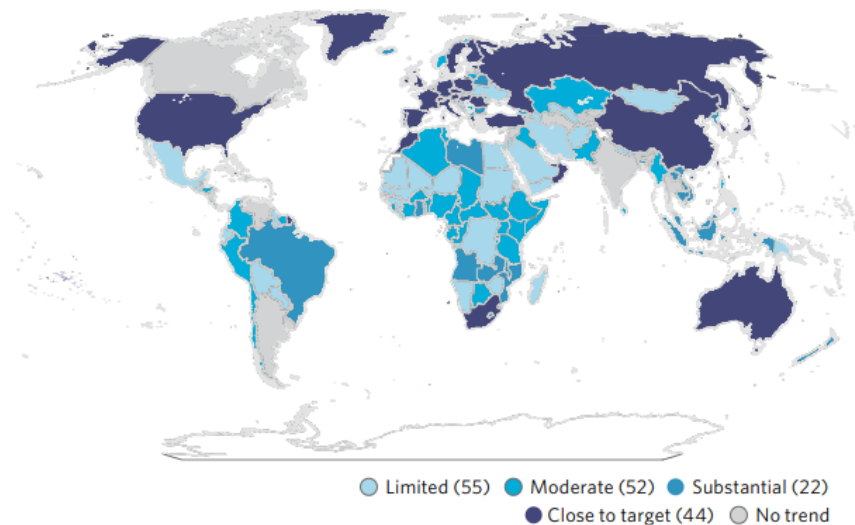 Limited (55) Moderate (52) Substantial (22)
Close to target (44) No trend